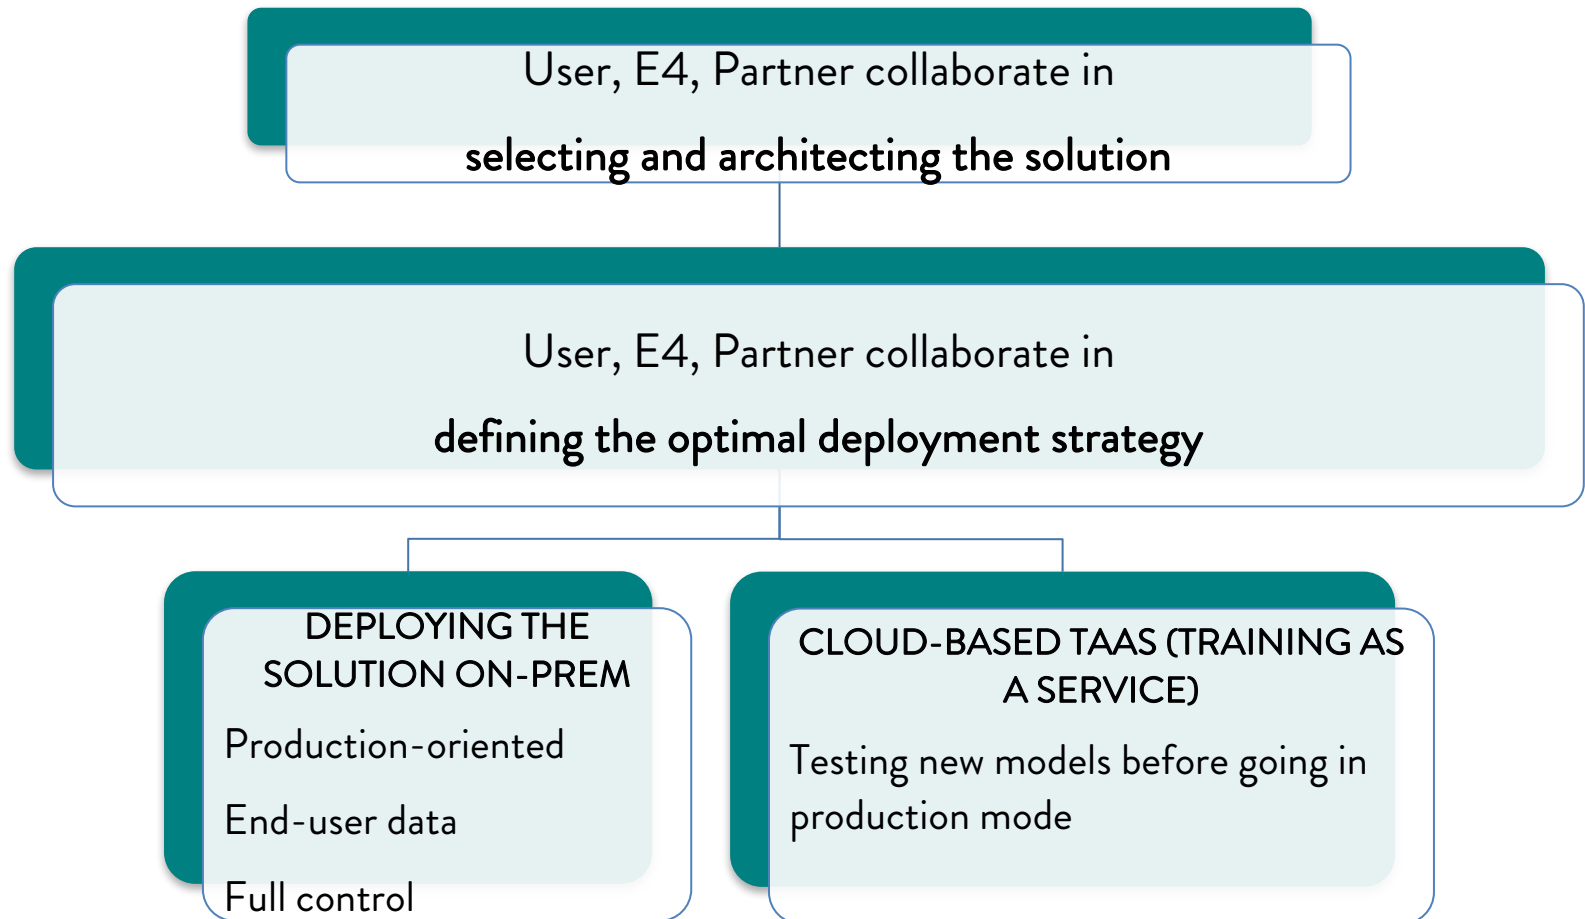 User, E4, Partner collaborate in
selecting and architecting the solution
User, E4, Partner collaborate in
defining the optimal deployment strategy
DEPLOYING THE
SOLUTION ON-PREM
Production-oriented
End-user data
Full control
CLOUD-BASED TAAS (TRAINING AS
A SERVICE)
Testing new models before going in
production mode